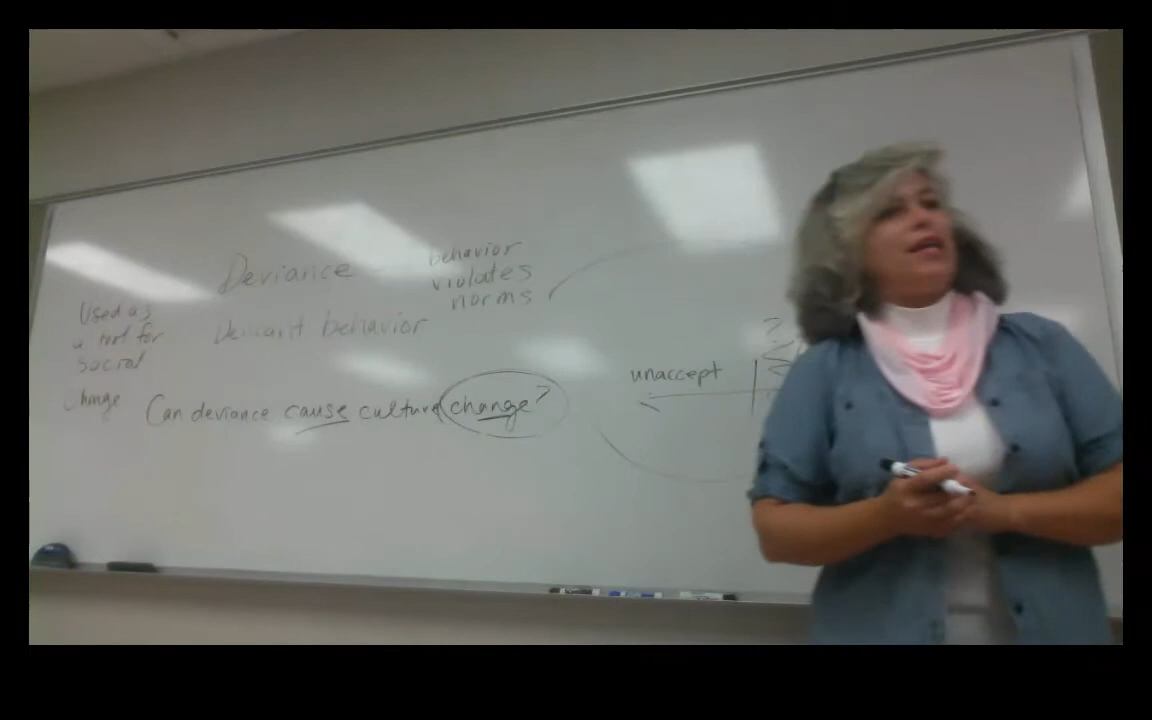 Deviance
behavior
violates
norms
Used as
a tool for
social
change
Deviant behavior
Can deviance cause culture change?
unaccept
?